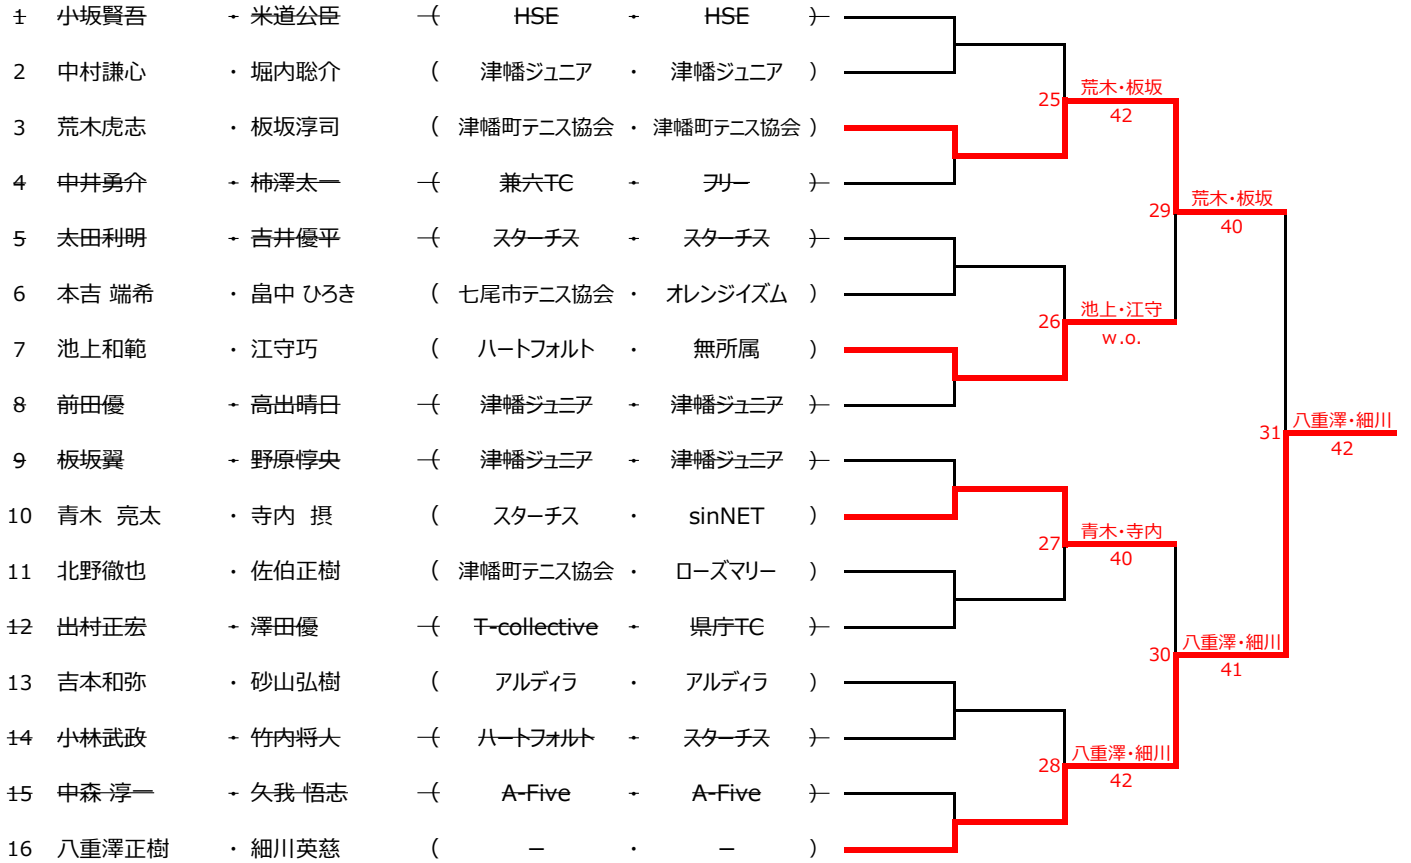 1 小坂賢吾 ・ 米道公臣 ( HSE ・ HSE )
2 中村謙心 ・ 堀内聡介 ( 津幡ジュニア ・ 津幡ジュニア )
25 荒木・板坂
42
3 荒木虎志 ・ 板坂淳司 ( 津幡町テニス協会 ・ 津幡町テニス協会 )
4 中井勇介 ・ 柿澤太一 ( 兼六TC ・ フリー )
29 荒木・板坂
40
5 太田利明 ・ 吉井優平 ( スターチス ・ スターチス )
6 本吉 端希 ・ 畠中 ひろき ( 七尾市テニス協会 ・ オレンジイズム )
26 池上・江守
w.o.
7 池上和範 ・ 江守巧 ( ハートフォルト ・ 無所属 )
8 前田優 ・ 高出晴日 ( 津幡ジュニア ・ 津幡ジュニア )
31 八重澤・細川
42
9 板坂翼 ・ 野原惇央 ( 津幡ジュニア ・ 津幡ジュニア )
10 青木 亮太 ・ 寺内 摂 ( スターチス ・ sinNET )
27 青木・寺内
40
11 北野徹也 ・ 佐伯正樹 ( 津幡町テニス協会 ・ ローズマリー )
12 出村正宏 ・ 澤田優 ( T-collective ・ 県庁TC )
30 八重澤・細川
41
13 吉本和弥 ・ 砂山弘樹 ( アルディラ ・ アルディラ )
14 小林武政 ・ 竹内将人 ( ハートフォルト ・ スターチス )
28 八重澤・細川
42
15 中森 淳一 ・ 久我 悟志 ( A-Five ・ A-Five )
16 八重澤正樹 ・ 細川英慈 ( ー ・ ー )